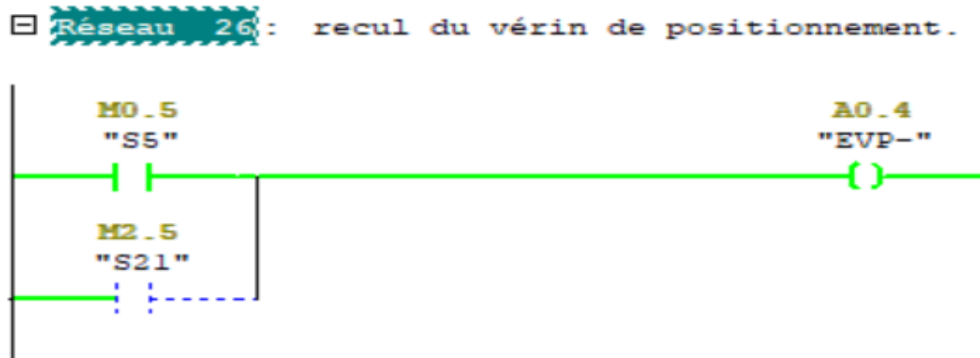 Réseau 26: recul du vérin de positionnement.
M0.5
"S5"
A0.4
"EVP-"
M2.5
"S21"